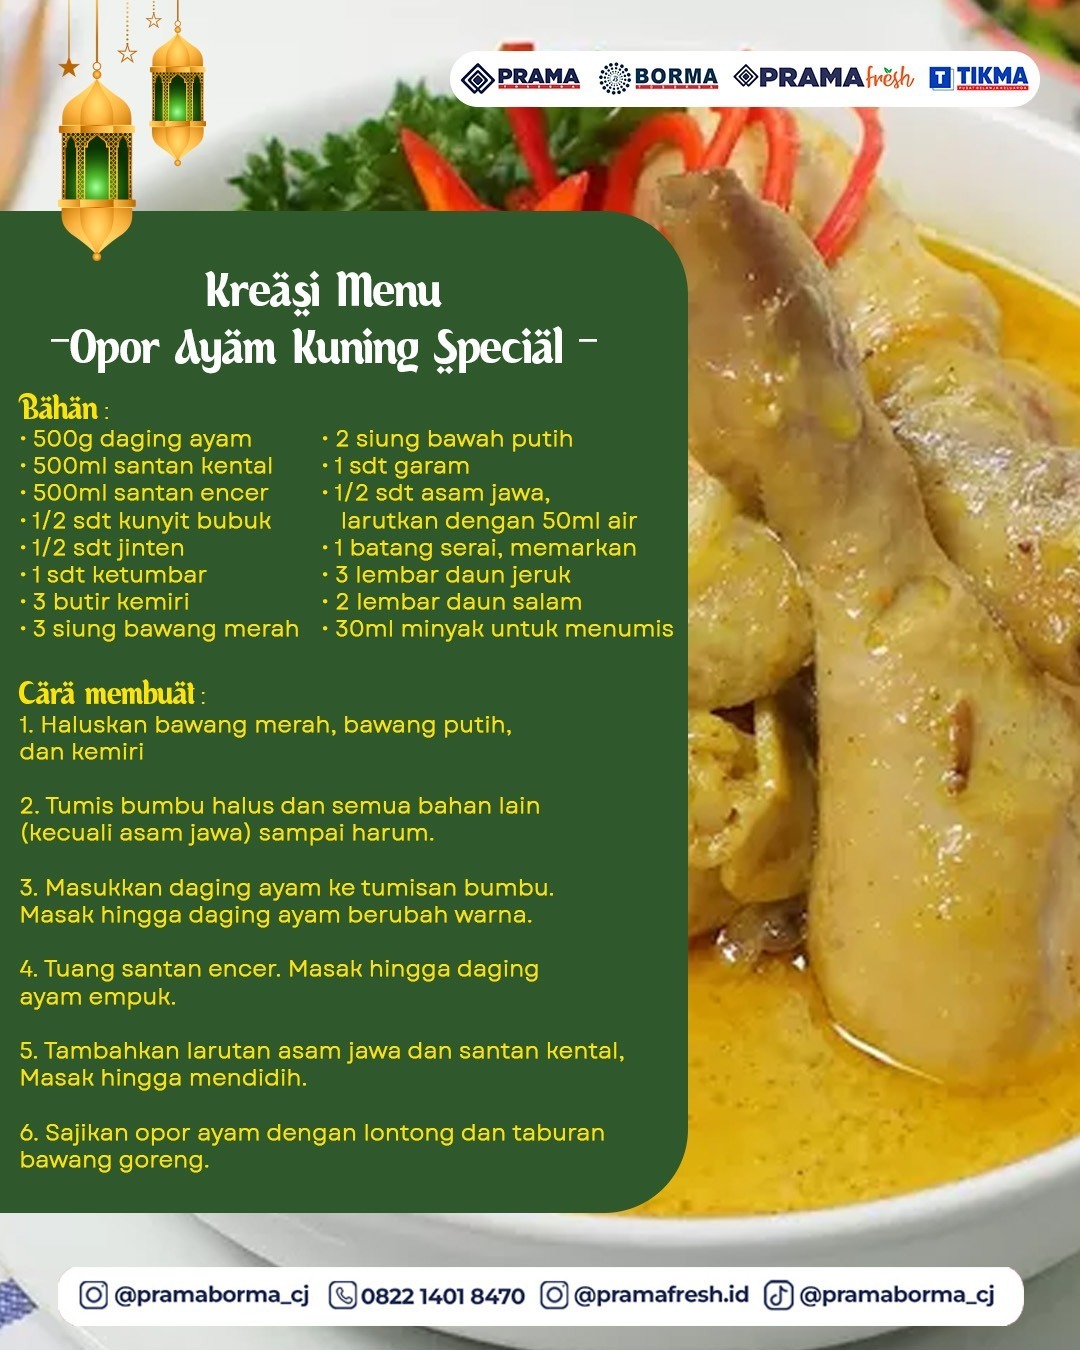 PRAMA BORMA PRAMAfresh TIKMA
Kreäsi Menu
-Opor Ayäm Kuning Speciäl -
Bähän :
• 500g daging ayam
• 500ml santan kental
• 500ml santan encer
• 1/2 sdt kunyit bubuk
• 1/2 sdt jinten
• 1 sdt ketumbar
• 3 butir kemiri
• 3 siung bawang merah
• 2 siung bawah putih
• 1 sdt garam
• 1/2 sdt asam jawa,
larutkan dengan 50ml air
• 1 batang serai, memarkan
• 3 lembar daun jeruk
• 2 lembar daun salam
• 30ml minyak untuk menumis
Cärä membuät :
1. Haluskan bawang merah, bawang putih,
dan kemiri
2. Tumis bumbu halus dan semua bahan lain
(kecuali asam jawa) sampai harum.
3. Masukkan daging ayam ke tumisan bumbu.
Masak hingga daging ayam berubah warna.
4. Tuang santan encer. Masak hingga daging
ayam empuk.
5. Tambahkan larutan asam jawa dan santan kental,
Masak hingga mendidih.
6. Sajikan opor ayam dengan lontong dan taburan
bawang goreng.
@pramaborma_cj 0822 1401 8470 @pramafresh.id @pramaborma_cj